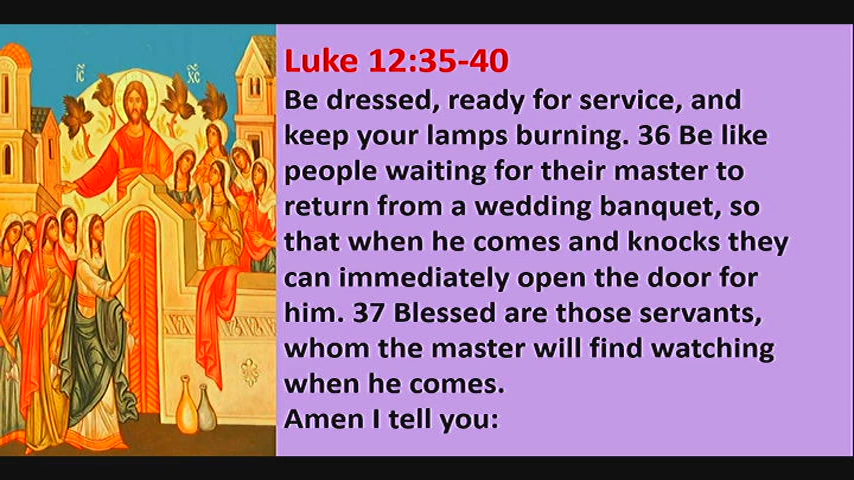 IC XC
Luke 12:35-40
Be dressed, ready for service, and
keep your lamps burning. 36 Be like
people waiting for their master to
return from a wedding banquet, so
that when he comes and knocks they
can immediately open the door for
him. 37 Blessed are those servants,
whom the master will find watching
when he comes.
Amen I tell you: